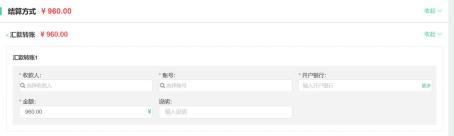 结算方式 ¥ 960.00 收起
汇款转账 ¥ 960.00 收起
汇款转账1
* 收款人: * 账号: * 开户银行:
选择收款人 选择账号 输入开户银行 更多
* 金额: 说明:
960.00 ¥ 输入说明